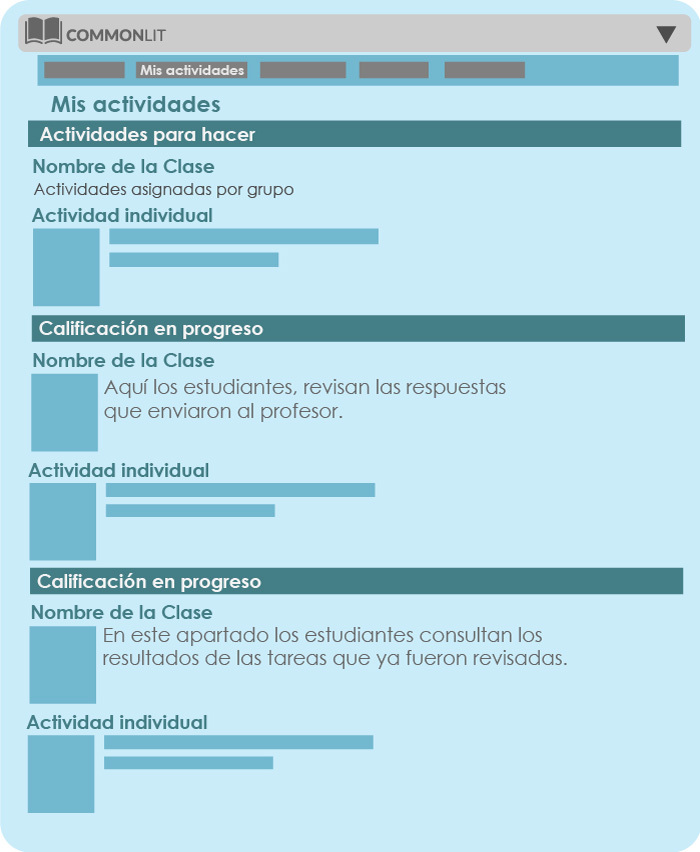 COMMONLIT
Mis actividades
Mis actividades
Actividades para hacer
Nombre de la Clase
Actividades asignadas por grupo
Actividad individual
Calificación en progreso
Nombre de la Clase
Aquí los estudiantes, revisan las respuestas
que enviaron al profesor.
Actividad individual
Calificación en progreso
Nombre de la Clase
En este apartado los estudiantes consultan los
resultados de las tareas que ya fueron revisadas.
Actividad individual